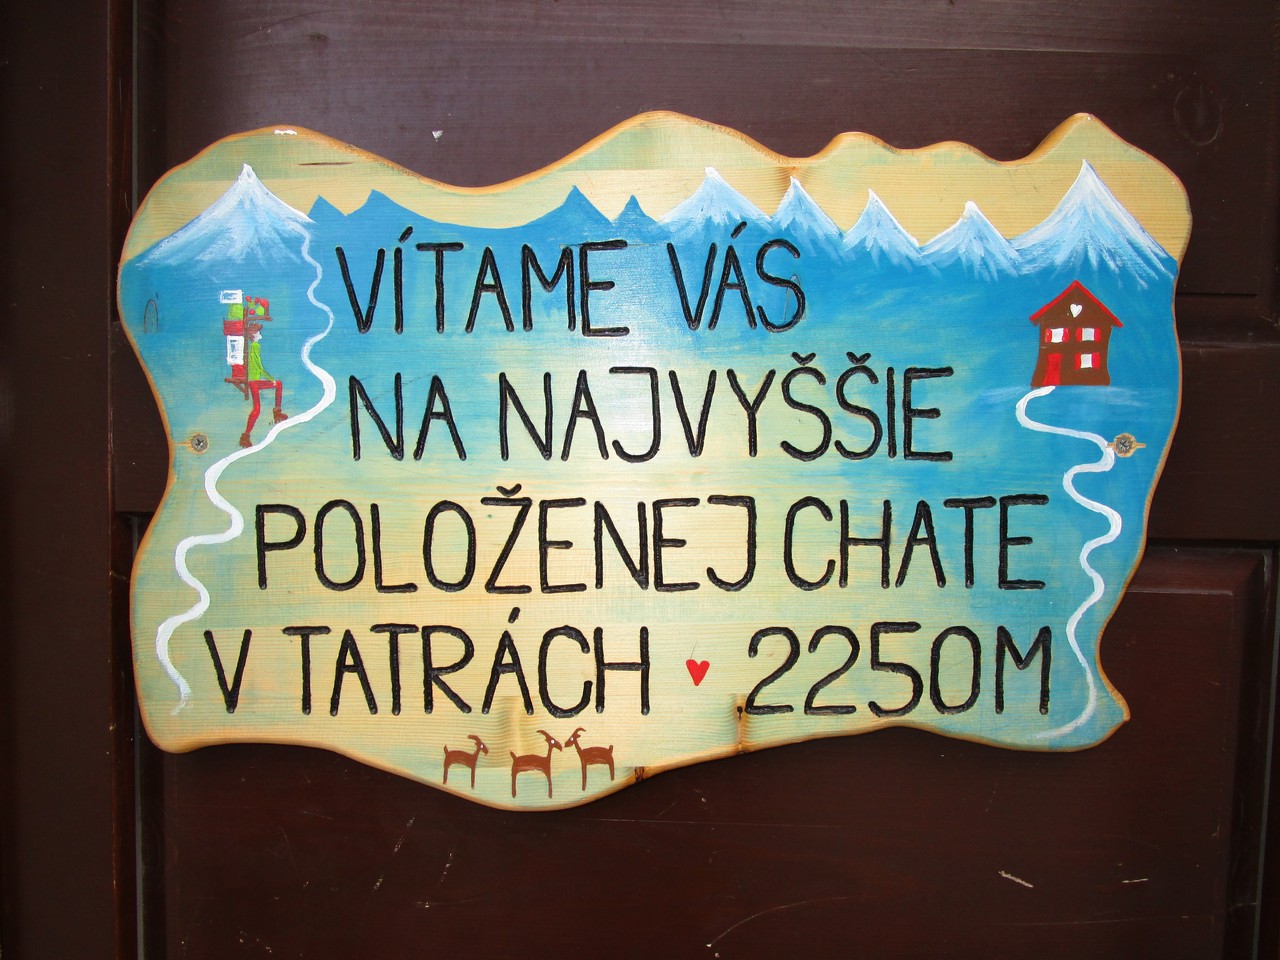 VÍTAME VÁS
NA NAJVYŠŠIE
POLOŽENEJ CHATE
V TATRÁCH ♥ 2250M